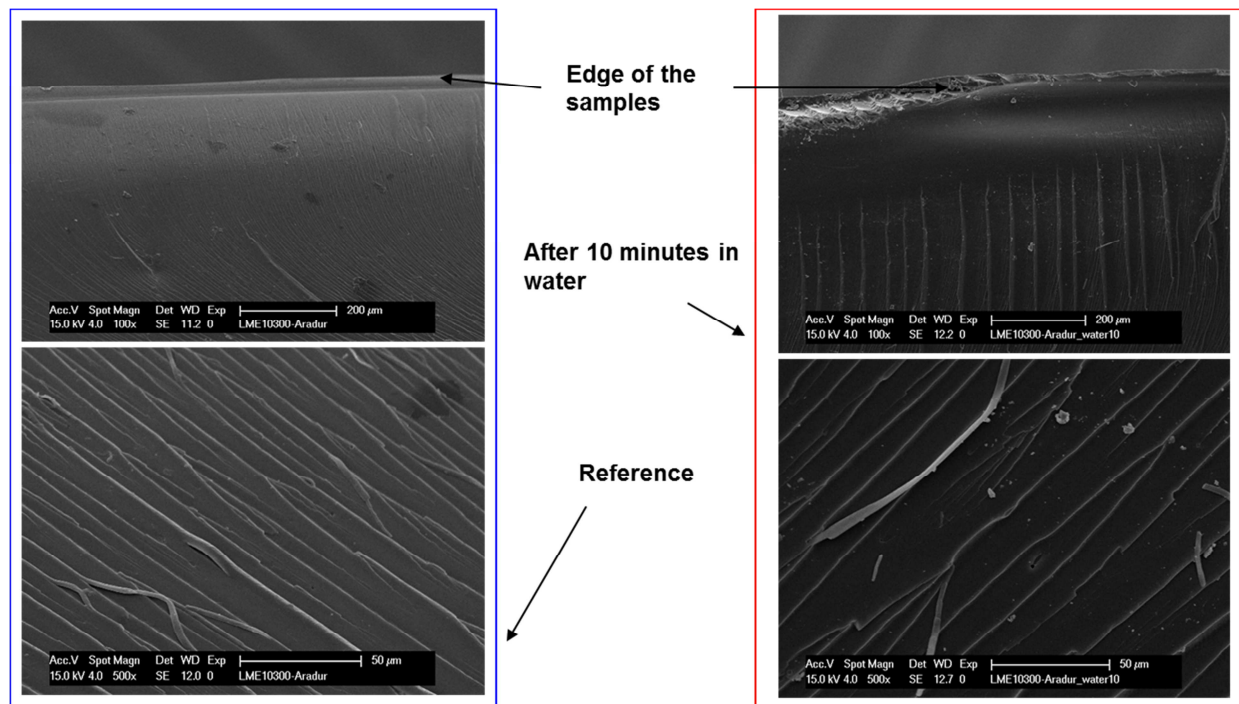 Edge of the
samples
After 10 minutes in
water
Reference
Acc.V Spot Magn Det WD Exp 200 µm
15.0 kV 4.0 100x SE 11.2 0 LME10300-Aradur
Acc.V Spot Magn Det WD Exp 50 µm
15.0 kV 4.0 500x SE 12.0 0 LME10300-Aradur
Acc.V Spot Magn Det WD Exp 200 µm
15.0 kV 4.0 100x SE 12.2 0 LME10300-Aradur_water10
Acc.V Spot Magn Det WD Exp 50 µm
15.0 kV 4.0 500x SE 12.7 0 LME10300-Aradur_water10